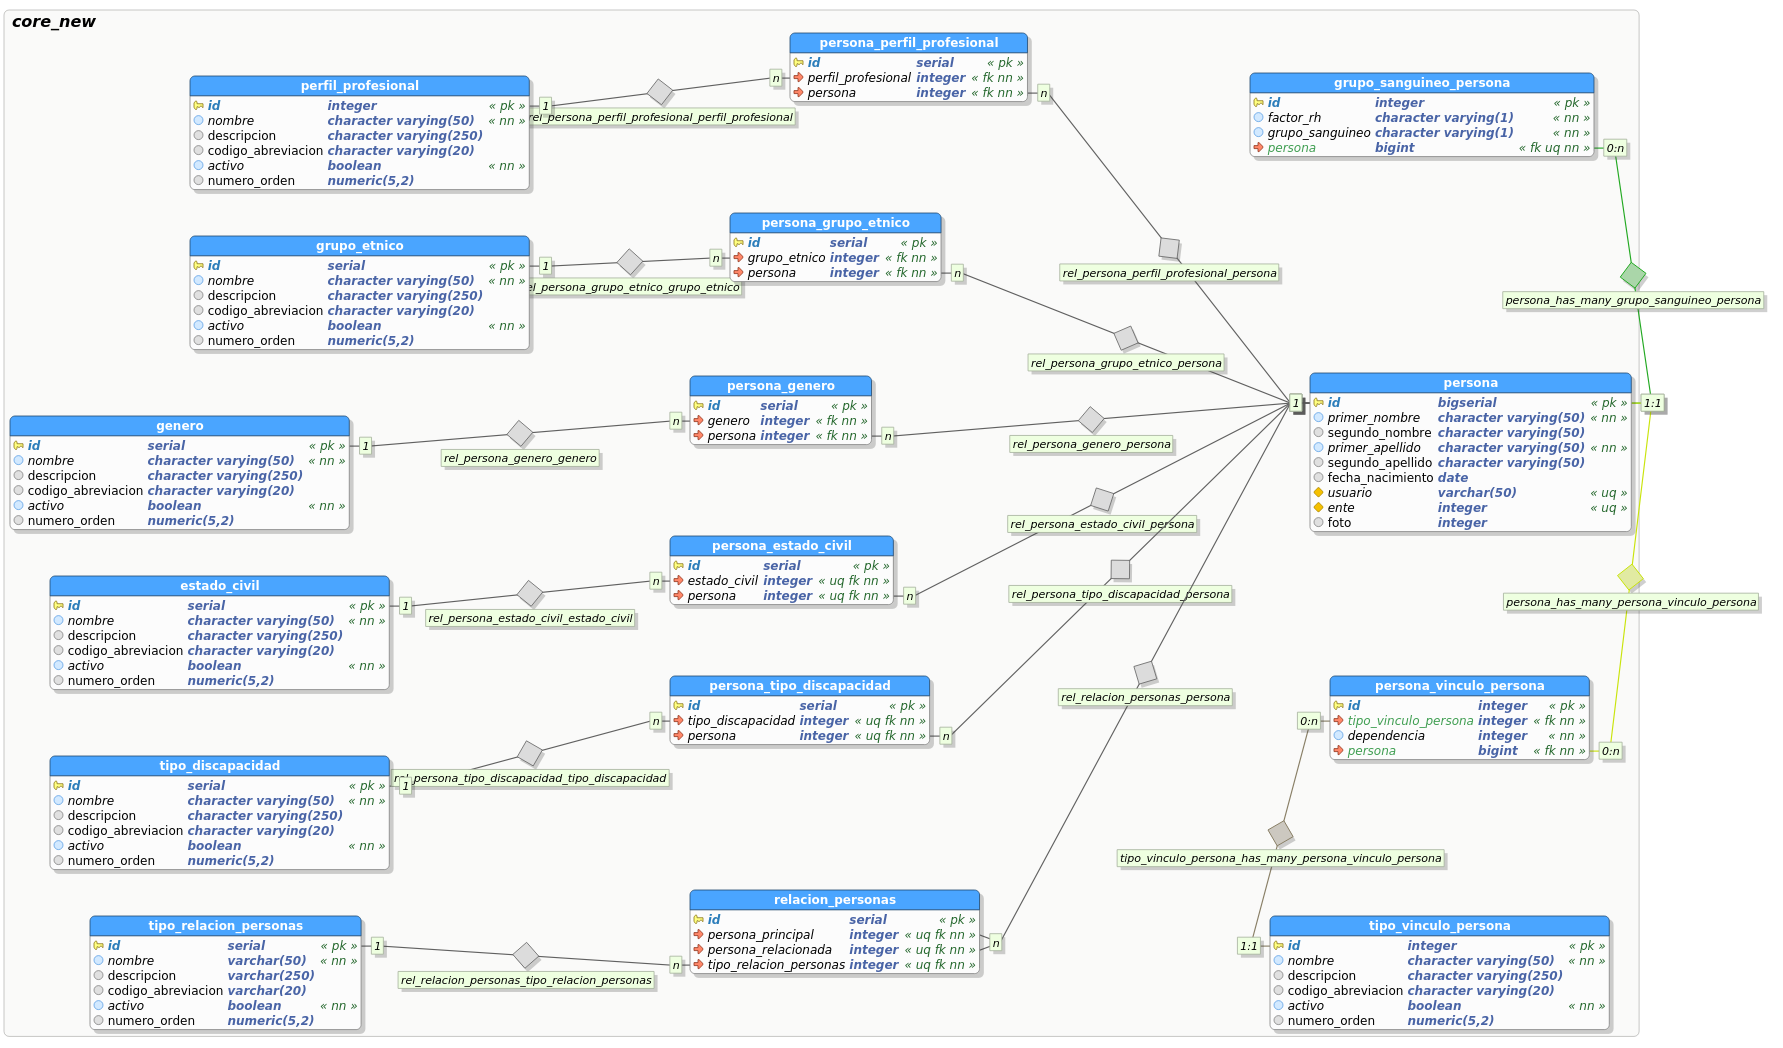 core_new
persona_perfil_profesional
id serial « pk »
perfil_profesional integer « fk nn »
persona integer « fk nn »
perfil_profesional
id integer « pk »
nombre character varying(50) « nn »
descripcion character varying(250)
codigo_abreviacion character varying(20)
activo boolean « nn »
numero_orden numeric(5,2)
1
n
rel_persona_perfil_profesional_perfil_profesional
n
grupo_sanguineo_persona
id integer « pk »
factor_rh character varying(1) « nn »
grupo_sanguineo character varying(1) « nn »
persona bigint « fk uq nn »
0:n
persona_grupo_etnico
id serial « pk »
grupo_etnico integer « fk nn »
persona integer « fk nn »
grupo_etnico
id serial « pk »
nombre character varying(50) « nn »
descripcion character varying(250)
codigo_abreviacion character varying(20)
activo boolean « nn »
numero_orden numeric(5,2)
1
n
el_persona_grupo_etnico_grupo_etnico
n
rel_persona_perfil_profesional_persona
persona_has_many_grupo_sanguineo_persona
rel_persona_grupo_etnico_persona
persona_genero
id serial « pk »
genero integer « fk nn »
persona integer « fk nn »
genero
id serial « pk »
nombre character varying(50) « nn »
descripcion character varying(250)
codigo_abreviacion character varying(20)
activo boolean « nn »
numero_orden numeric(5,2)
1
n
rel_persona_genero_genero
n
rel_persona_genero_persona
1
persona
id bigserial « pk »
primer_nombre character varying(50) « nn »
segundo_nombre character varying(50)
primer_apellido character varying(50) « nn »
segundo_apellido character varying(50)
fecha_nacimiento date
usuario varchar(50) « uq »
ente integer « uq »
foto integer
1:1
rel_persona_estado_civil_persona
persona_estado_civil
id serial « pk »
estado_civil integer « uq fk nn »
persona integer « uq fk nn »
estado_civil
id serial « pk »
nombre character varying(50) « nn »
descripcion character varying(250)
codigo_abreviacion character varying(20)
activo boolean « nn »
numero_orden numeric(5,2)
1
n
rel_persona_estado_civil_estado_civil
n
rel_persona_tipo_discapacidad_persona
persona_has_many_persona_vinculo_persona
persona_tipo_discapacidad
id serial « pk »
tipo_discapacidad integer « uq fk nn »
persona integer « uq fk nn »
n
n
rel_relacion_personas_persona
persona_vinculo_persona
id integer « pk »
tipo_vinculo_persona integer « fk nn »
dependencia integer « nn »
persona bigint « fk nn »
0:n
0:n
tipo_discapacidad
id serial « pk »
nombre character varying(50) « nn »
descripcion character varying(250)
codigo_abreviacion character varying(20)
activo boolean « nn »
numero_orden numeric(5,2)
rel_persona_tipo_discapacidad_tipo_discapacidad
1
tipo_vinculo_persona_has_many_persona_vinculo_persona
relacion_personas
id serial « pk »
persona_principal integer « uq fk nn »
persona_relacionada integer « uq fk nn »
tipo_relacion_personas integer « uq fk nn »
n
tipo_relacion_personas
id serial « pk »
nombre varchar(50) « nn »
descripcion varchar(250)
codigo_abreviacion varchar(20)
activo boolean « nn »
numero_orden numeric(5,2)
1
n
rel_relacion_personas_tipo_relacion_personas
1:1
tipo_vinculo_persona
id integer « pk »
nombre character varying(50) « nn »
descripcion character varying(250)
codigo_abreviacion character varying(20)
activo boolean « nn »
numero_orden numeric(5,2)